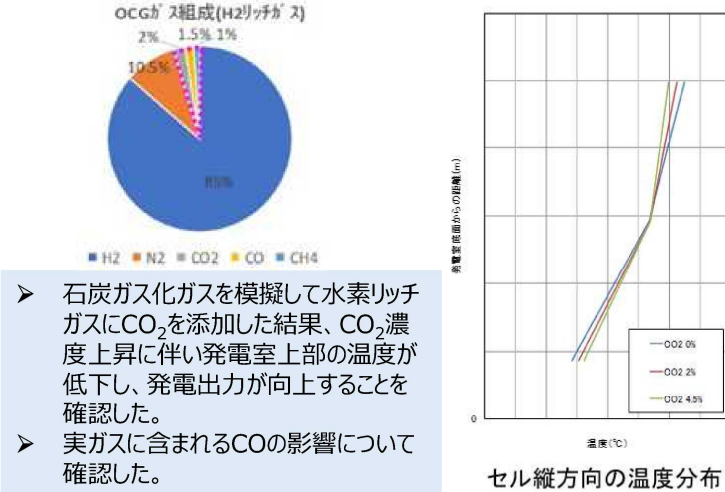 OCGガス組成(H2リッチガス)
2%
1.5%
1%
10.5%
85%
H2
N2
CO2
CO
CH4
➤ 石炭ガス化ガスを模擬して水素リッチ
ガスにCO₂を添加した結果、CO₂濃
度上昇に伴い発電室上部の温度が
低下し、発電出力が向上することを
確認した。
➤ 実ガスに含まれるCOの影響について
確認した。
発電室底面からの距離(m)
0
CO2 0%
CO2 2%
CO2 4.5%
温度(℃)
セル縦方向の温度分布